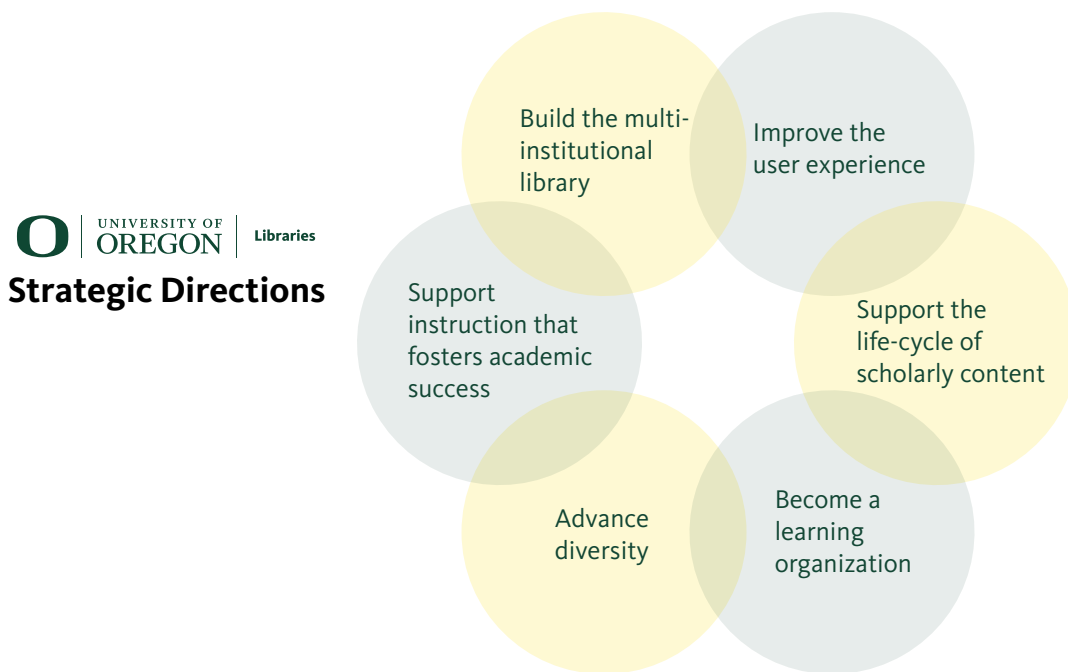 UNIVERSITY OF
OREGON
Libraries
Strategic Directions
Build the multi-
institutional
library
Improve the
user experience
Support
instruction that
fosters academic
success
Support the
life-cycle of
scholarly content
Advance
diversity
Become a
learning
organization